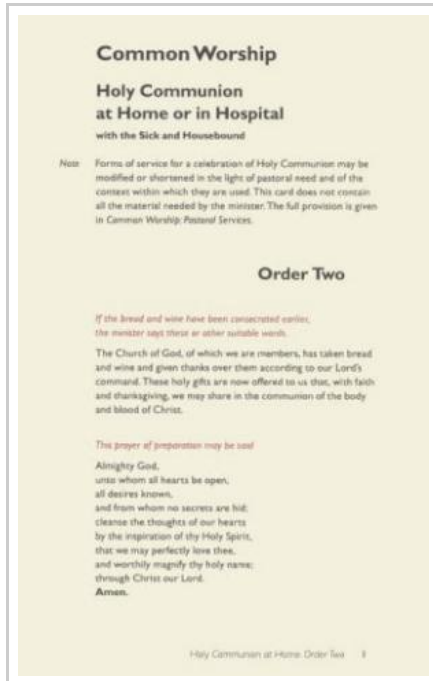 Common Worship
Holy Communion
at Home or in Hospital
with the Sick and Housebound
Note Forms of service for a celebration of Holy Communion may be
modified or shortened in the light of pastoral need and of the
context within which they are used. This card does not contain
all the material needed by the minister. The full provision is given
in Common Worship: Pastoral Services.
Order Two
If the bread and wine have been consecrated earlier,
the minister says these or other suitable words.
The Church of God, of which we are members, has taken bread
and wine and given thanks over them according to our Lord's
command. These holy gifts are now offered to us that, with faith
and thanksgiving, we may share in the communion of the body
and blood of Christ.
This prayer of preparation may be said
Almighty God,
unto whom all hearts be open,
all desires known,
and from whom no secrets are hid:
cleanse the thoughts of our hearts
by the inspiration of thy Holy Spirit,
that we may perfectly love thee,
and worthily magnify thy holy name;
through Christ our Lord.
Amen.
Holy Communion at Home: Order Two